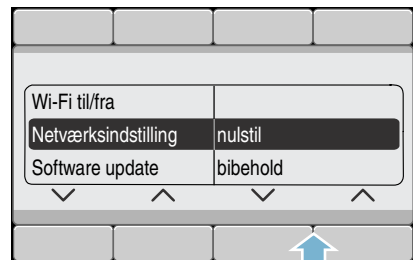 Wi-Fi til/fra
Netværksindstilling nulstil
Software update bibehold